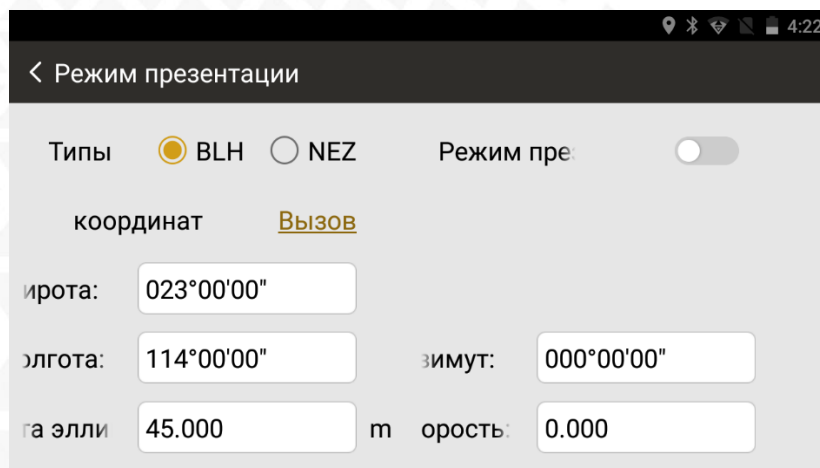 4:22
Режим презентации
Типы BLH NEZ Режим пре
координат Вызов
ирота: 023°00'00"
олгота: 114°00'00" зимут: 000°00'00"
та элли 45.000 m орость: 0.000